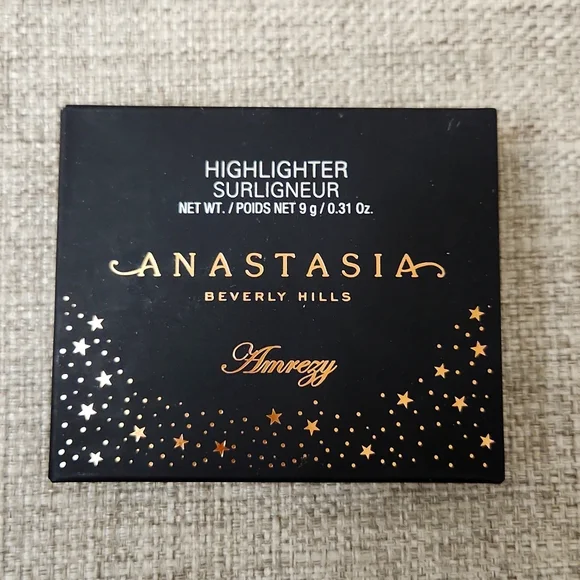 HIGHLIGHTER
SURLIGNEUR
NET WT. / POIDS NET 9 g / 0.31 Oz.
ANASTASIA
BEVERLY HILLS
Amrezy